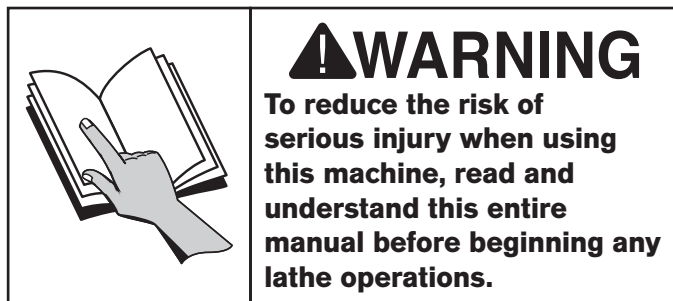 WARNING
To reduce the risk of
serious injury when using
this machine, read and
understand this entire
manual before beginning any
lathe operations.